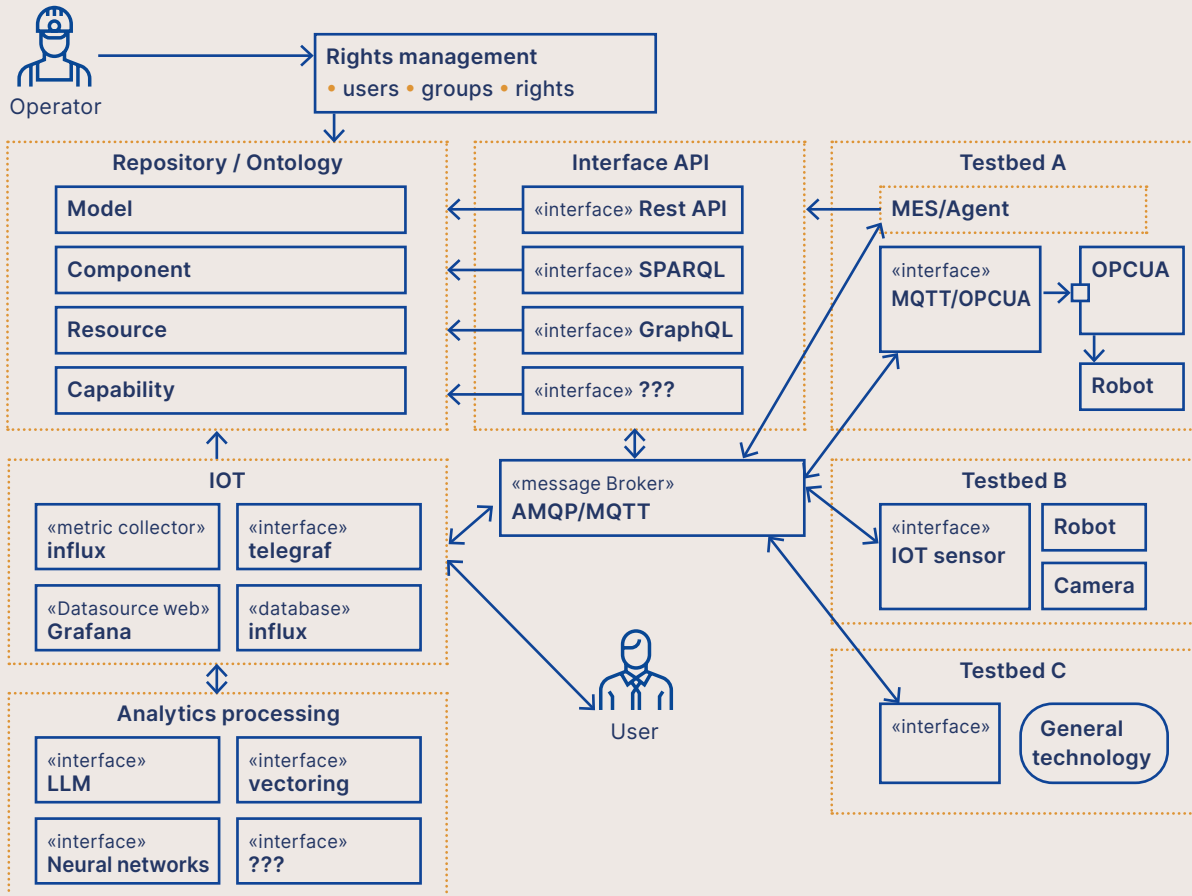 Operator
Rights management
• users • groups • rights
Repository / Ontology
Model
Component
Resource
Capability
Interface API
«interface» Rest API
«interface» SPARQL
«interface» GraphQL
«interface» ???
Testbed A
MES/Agent
«interface»
MQTT/OPCUA
OPCUA
Robot
IOT
«metric collector»
influx
«interface»
telegraf
«Datasource web»
Grafana
«database»
influx
«message Broker»
AMQP/MQTT
Testbed B
«interface»
IOT sensor
Robot
Camera
User
Testbed C
«interface»
General
technology
Analytics processing
«interface»
LLM
«interface»
vectoring
«interface»
Neural networks
«interface»
???